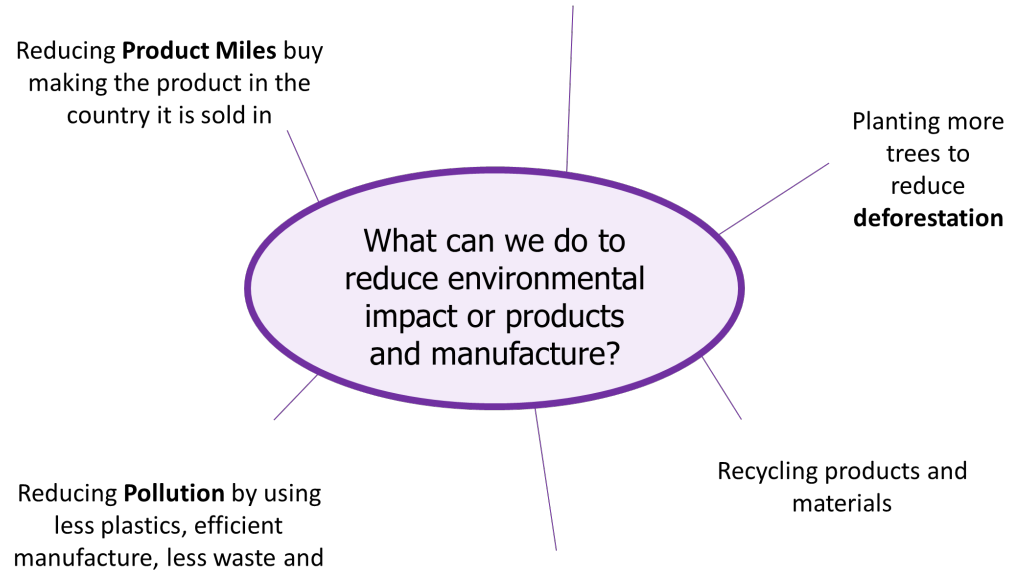 Reducing Product Miles buy
making the product in the
country it is sold in
Planting more
trees to
reduce
deforestation
What can we do to
reduce environmental
impact or products
and manufacture?
Recycling products and
materials
Reducing Pollution by using
less plastics, efficient
manufacture, less waste and